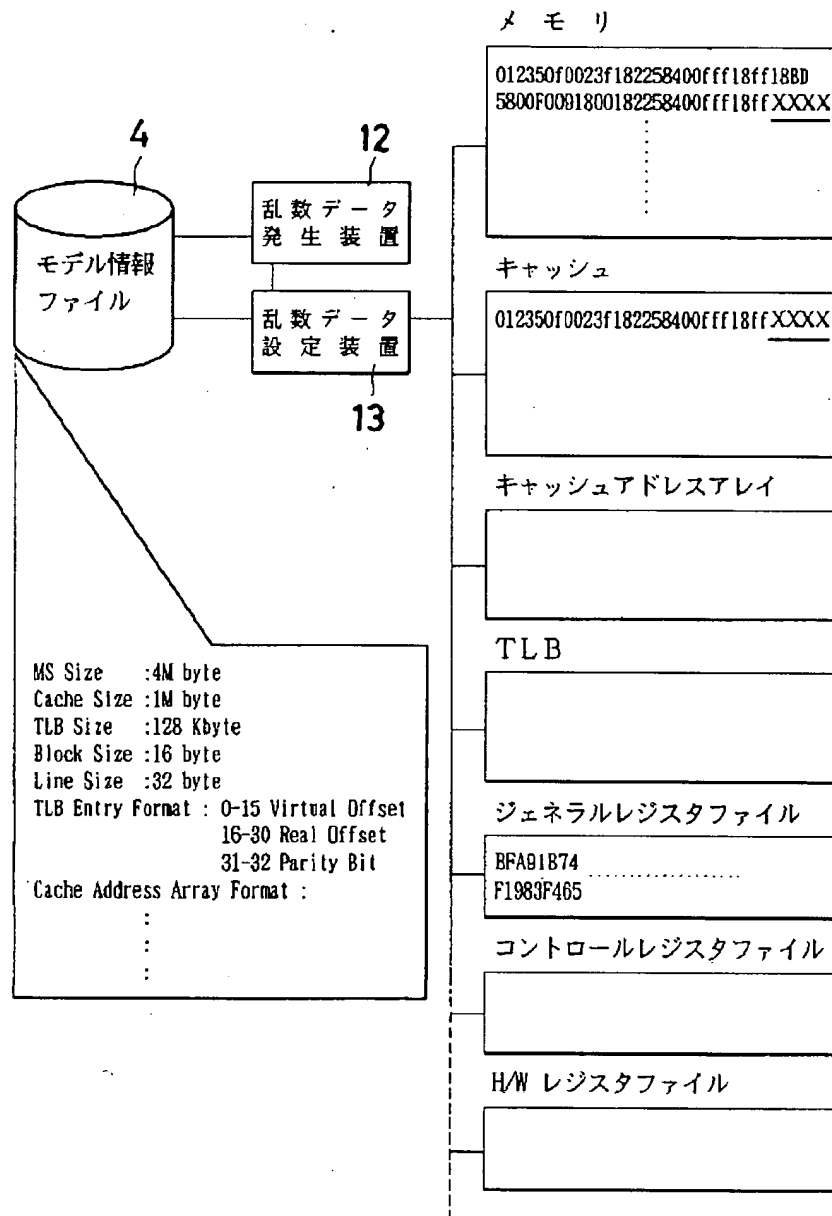 メモリ
012350f0023f182258400fff18ff18BD
5800F0091800182258400fff18ffXXXX
4
モデル情報
ファイル
12
乱数データ
発生装置
乱数データ
設定装置
13
キャッシュ
012350f0023f182258400fff18ffXXXX
キャッシュアドレスアレイ
TLB
MS Size :4M byte
Cache Size :1M byte
TLB Size :128 Kbyte
Block Size :16 byte
Line Size :32 byte
TLB Entry Format : 0-15 Virtual Offset
16-30 Real Offset
31-32 Parity Bit
Cache Address Array Format :
:
:
:
ジェネラルレジスタファイル
BFA91B74
F1983F465
コントロールレジスタファイル
H/W レジスタファイル